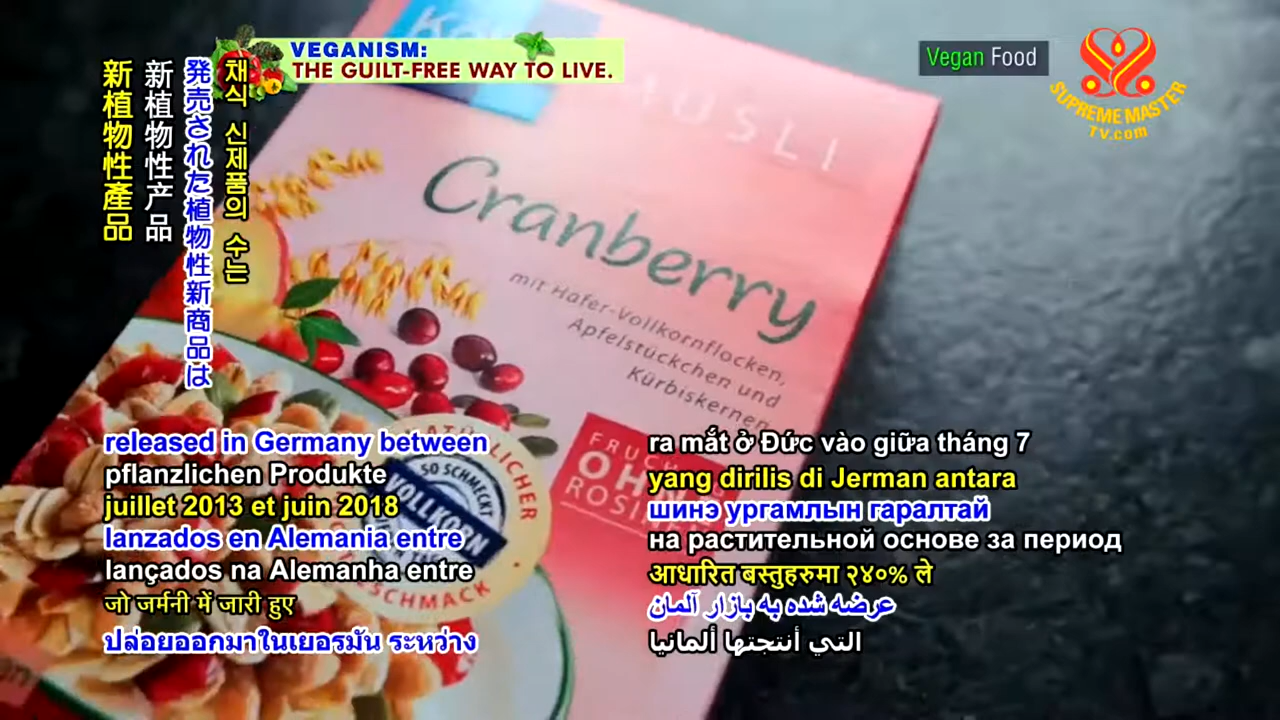 VEGANISM:
THE GUILT-FREE WAY TO LIVE.
Vegan Food
SUPREME MASTER
TV.com
新植物性產品
新植物性产品
発売された植物性新商品は
채식 신제품의 수는
Cranberry
mit Hafer-Vollkornflocken,
Apfelstückchen und
Kürbiskernen
50 SCHMECKT
VOLLKORN
released in Germany between
pflanzlichen Produkte
juillet 2013 et juin 2018
lanzados en Alemania entre
lançados na Alemanha entre
जो जर्मनी में जारी हुए
ปล่อยออกมาในเยอรมัน ระหว่าง
ra mắt ở Đức vào giữa tháng 7
yang dirilis di Jerman antara
шинэ ургамлын гаралтай
на растительной основе за период
आधारित बस्तुहरुमा २४०% ले
عرضه شده به بازار آلمان
التي أنتجتها ألمانيا